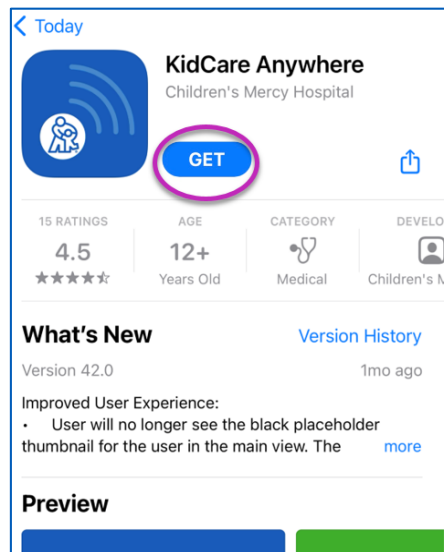 Today
KidCare Anywhere
Children's Mercy Hospital
GET
15 RATINGS
AGE
CATEGORY
DEVELO
4.5
12+
Years Old
Medical
Children's M
What's New
Version History
Version 42.0
1mo ago
Improved User Experience:
• User will no longer see the black placeholder
thumbnail for the user in the main view. The more
Preview